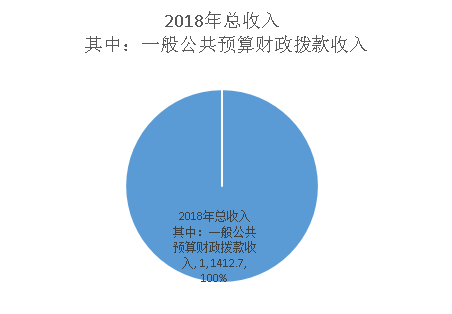 2018年总收入
其中：一般公共预算财政拨款收入
2018年总收入
其中：一般公共
预算财政拨款收
入, 1, 1412.7,
100%